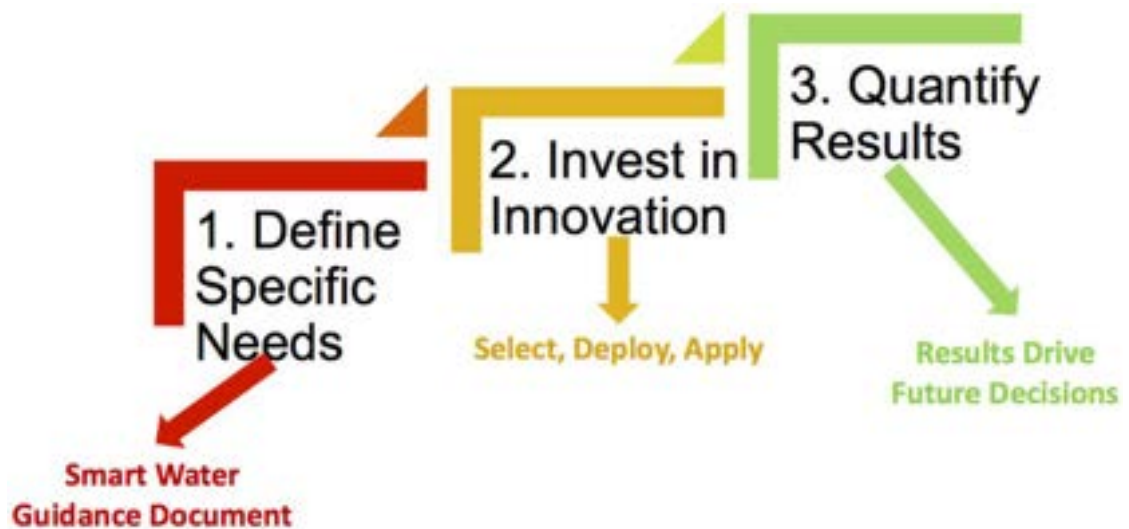 1. Define
Specific
Needs
Smart Water
Guidance Document
2. Invest in
Innovation
Select, Deploy, Apply
3. Quantify
Results
Results Drive
Future Decisions